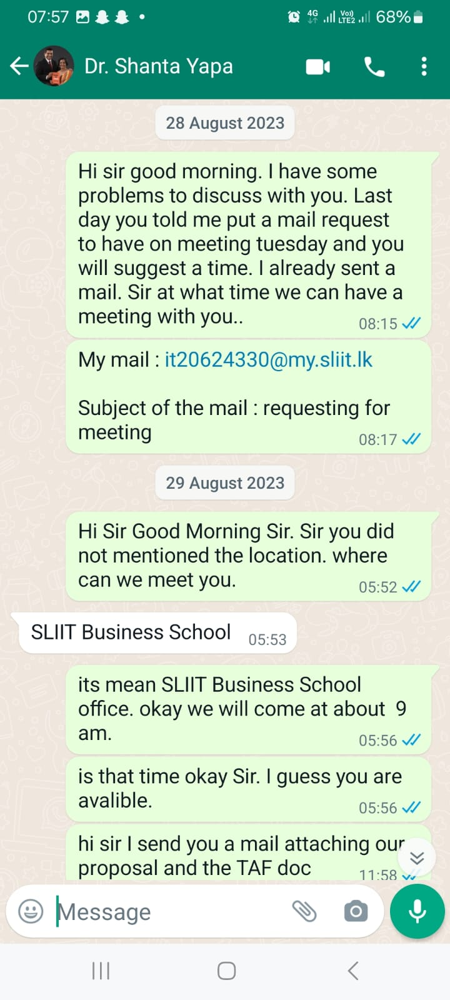 07:57
4G Vo)) LTE2 68%
Dr. Shanta Yapa
28 August 2023
Hi sir good morning. I have some
problems to discuss with you. Last
day you told me put a mail request
to have on meeting tuesday and you
will suggest a time. I already sent a
mail. Sir at what time we can have a
meeting with you..
08:15
My mail : it20624330@my.sliit.lk
Subject of the mail : requesting for
meeting
08:17
29 August 2023
Hi Sir Good Morning Sir. Sir you did
not mentioned the location. where
can we meet you.
05:52
SLIIT Business School 05:53
its mean SLIIT Business School
office. okay we will come at about 9
am.
05:56
is that time okay Sir. I guess you are
avalible.
05:56
hi sir I send you a mail attaching our
proposal and the TAF doc
11:58
Message